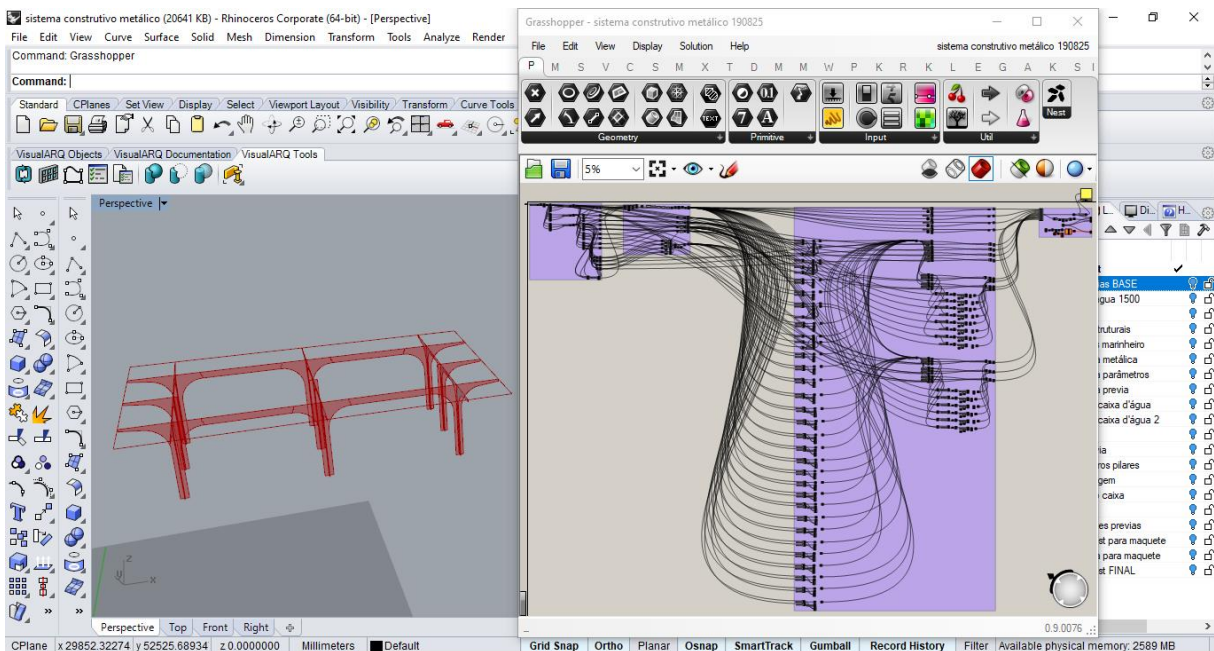 sistema construtivo metálico (20641 KB) - Rhinoceros Corporate (64-bit) - [Perspective]
File Edit View Curve Surface Solid Mesh Dimension Transform Tools Analyze Render
Command: Grasshopper
Command:
Standard CPlanes Set View Display Select Viewport Layout Visibility Transform Curve Tools
VisualARQ Objects VisualARQ Documentation VisualARQ Tools
Perspective
z
y
x
Perspective Top Front Right
CPlane x 29852.32274 y 52525.68934 z 0.0000000 Millimeters Default Grid Snap Ortho Planar Osnap SmartTrack Gumball Record History Filter Available physical memory: 2589 MB
Grasshopper - sistema construtivo metálico 190825
File Edit View Display Solution Help sistema construtivo metálico 190825
P M S V C S M X T D M M W P K R K L E G A K S
Geometry Primitive Input Util Nest
5%
0.9.0076
L... Di... H...
las BASE
água 1500
truturais
marinheiro
metálica
parâmetros
previa
caixa d'água
caixa d'água 2
ia
ros pilares
gem
caixa
es previas
st para maquete
para maquete
st FINAL